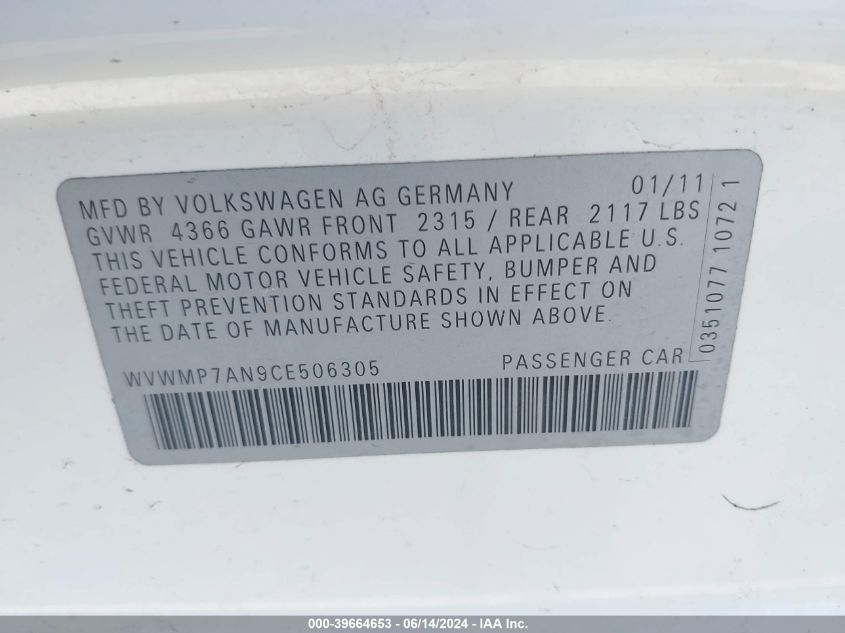 MFD BY VOLKSWAGEN AG GERMANY 01/11
GVWR 4366 GAWR FRONT 2315 / REAR 2117 LBS
THIS VEHICLE CONFORMS TO ALL APPLICABLE U.S.
FEDERAL MOTOR VEHICLE SAFETY, BUMPER AND
THEFT PREVENTION STANDARDS IN EFFECT ON
THE DATE OF MANUFACTURE SHOWN ABOVE.
WVWMP7AN9CE506305 PASSENGER CAR
0351077 1072 1
000-39664653 - 06/14/2024 - IAA Inc.